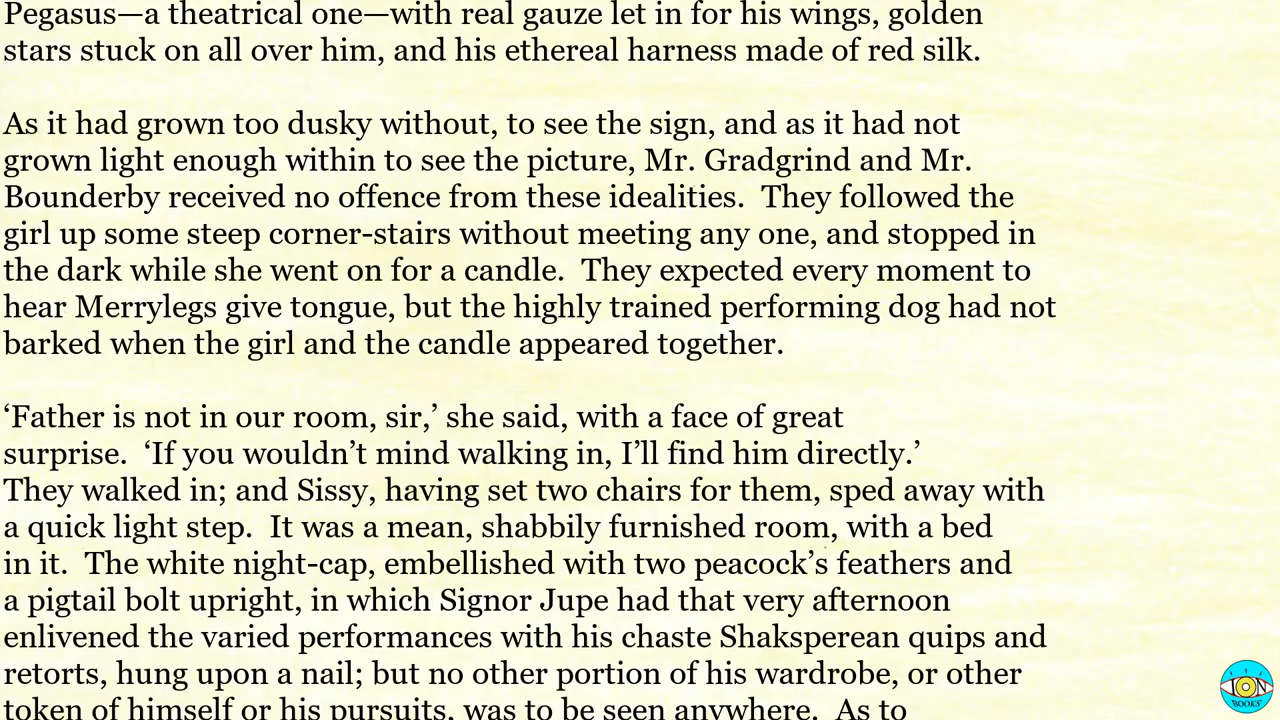 Pegasus—a theatrical one—with real gauze let in for his wings, golden
stars stuck on all over him, and his ethereal harness made of red silk.
As it had grown too dusky without, to see the sign, and as it had not
grown light enough within to see the picture, Mr. Gradgrind and Mr.
Bounderby received no offence from these idealities.  They followed the
girl up some steep corner-stairs without meeting any one, and stopped in
the dark while she went on for a candle.  They expected every moment to
hear Merrylegs give tongue, but the highly trained performing dog had not
barked when the girl and the candle appeared together.
‘Father is not in our room, sir,’ she said, with a face of great
surprise.  ‘If you wouldn’t mind walking in, I’ll find him directly.’
They walked in; and Sissy, having set two chairs for them, sped away with
a quick light step.  It was a mean, shabbily furnished room, with a bed
in it.  The white night-cap, embellished with two peacock’s feathers and
a pigtail bolt upright, in which Signor Jupe had that very afternoon
enlivened the varied performances with his chaste Shaksperean quips and
retorts, hung upon a nail; but no other portion of his wardrobe, or other
token of himself or his pursuits, was to be seen anywhere.  As to
ION
BOOKS